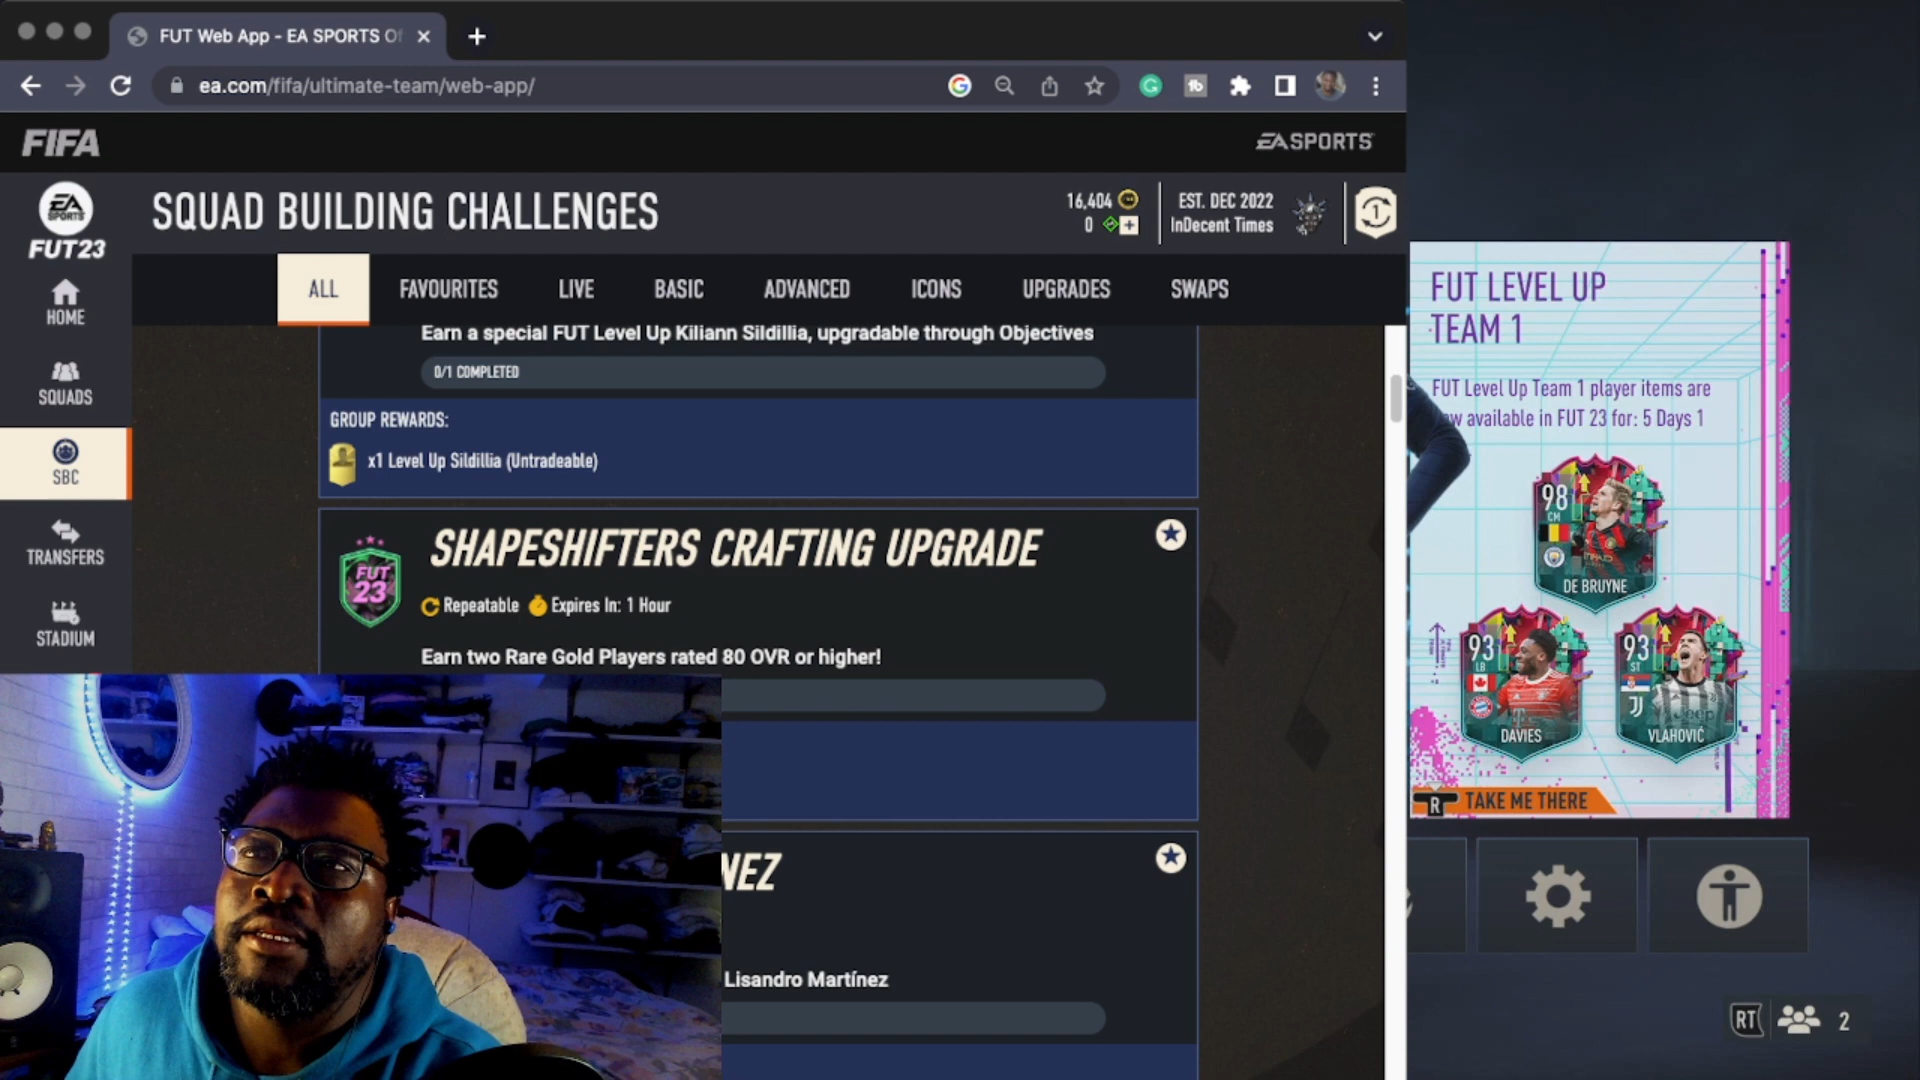 FUT Web App - EA SPORTS Of
ea.com/fifa/ultimate-team/web-app/
FIFA
EA SPORTS
EA SPORTS
FUT23
SQUAD BUILDING CHALLENGES
16,404
0
EST. DEC 2022
InDecent Times
1
HOME
SQUADS
SBC
TRANSFERS
STADIUM
ALL
FAVOURITES
LIVE
BASIC
ADVANCED
ICONS
UPGRADES
SWAPS
Earn a special FUT Level Up Kiliann Sildillia, upgradable through Objectives
0/1 COMPLETED
GROUP REWARDS:
x1 Level Up Sildillia (Untradeable)
FUT
23
SHAPESHIFTERS CRAFTING UPGRADE
Repeatable
Expires In: 1 Hour
Earn two Rare Gold Players rated 80 OVR or higher!
NEZ
Lisandro Martínez
FUT LEVEL UP
TEAM 1
FUT Level Up Team 1 player items are
w available in FUT 23 for: 5 Days 1
98
CM
DE BRUYNE
93
LB
DAVIES
93
ST
Jeep
VLAHOVIĆ
R
TAKE ME THERE
RT
2